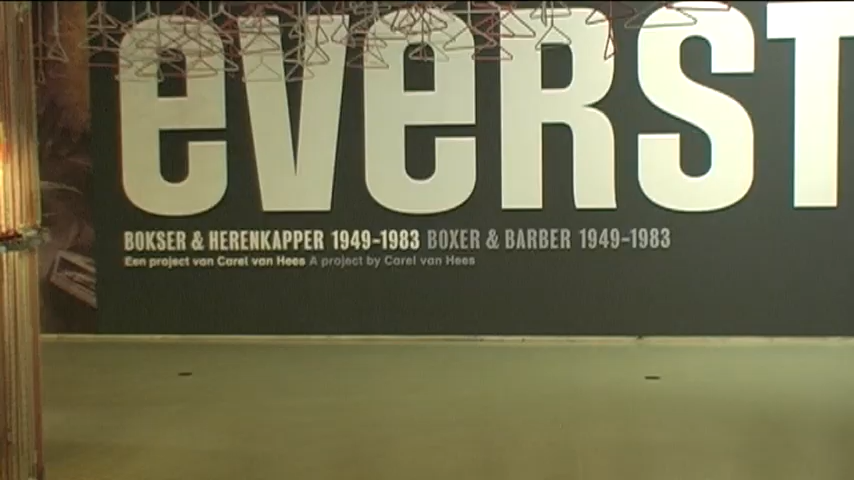 eveRST
BOKSER & HERENKAPPER 1949-1983 BOXER & BARBER 1949-1983
Een project van Carel van Hees A project by Carel van Hees